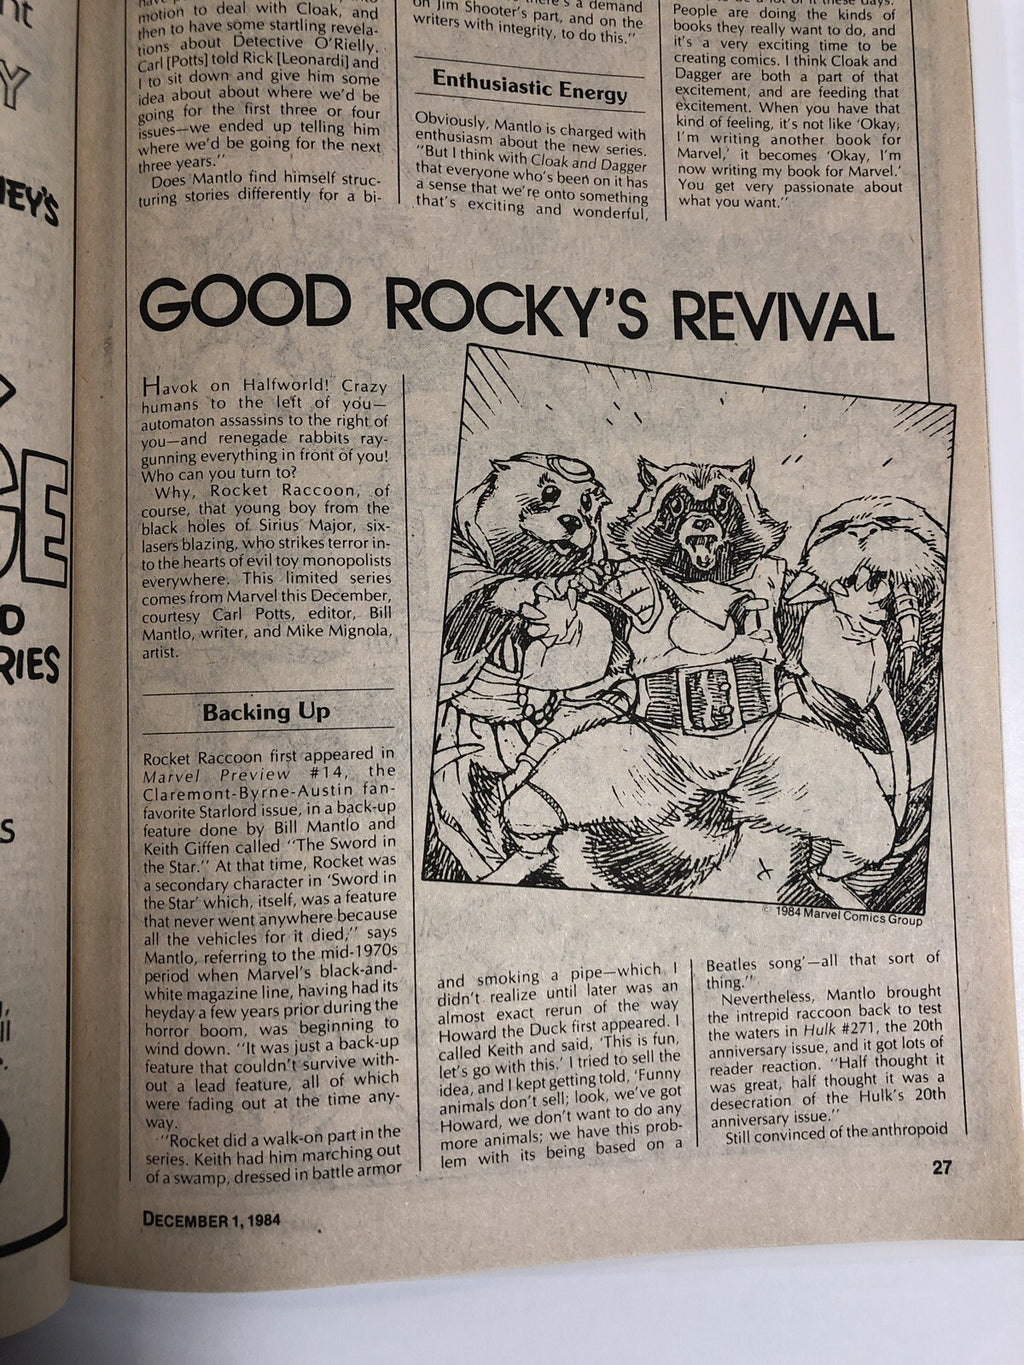 nt
Y
NEY'S
GE
O
RIES
S
motion to deal with Cloak, and
then to have some startling revela-
tions about Detective O'Rielly.
Carl [Potts] told Rick [Leonardi] and
I to sit down and give him some
idea about about where we'd be
going for the first three or four
issues—we ended up telling him
where we'd be going for the next
three years."
Does Mantlo find himself struc-
turing stories differently for a bi-
on Jim Shooter's part, and on the
writers with integrity, to do this."
Enthusiastic Energy
Obviously, Mantlo is charged with
enthusiasm about the new series.
"But I think with Cloak and Dagger
that everyone who's been on it has
a sense that we're onto something
that's exciting and wonderful,
People are doing the kinds of
books they really want to do, and
it's a very exciting time to be
creating comics. I think Cloak and
Dagger are both a part of that
excitement, and are feeding that
excitement. When you have that
kind of feeling, it's not like 'Okay,
I'm writing another book for
Marvel,' it becomes 'Okay, I'm
now writing my book for Marvel.'
You get very passionate about
what you want."
GOOD ROCKY'S REVIVAL
Havok on Halfworld! Crazy
humans to the left of you—
automaton assassins to the right of
you—and renegade rabbits ray-
gunning everything in front of you!
Who can you turn to?
Why, Rocket Raccoon, of
course, that young boy from the
black holes of Sirius Major, six-
lasers blazing, who strikes terror in-
to the hearts of evil toy monopolists
everywhere. This limited series
comes from Marvel this December,
courtesy Carl Potts, editor, Bill
Mantlo, writer, and Mike Mignola,
artist.
Backing Up
Rocket Raccoon first appeared in
Marvel Preview #14, the
Claremont-Byrne-Austin fan-
favorite Starlord issue, in a back-up
feature done by Bill Mantlo and
Keith Giffen called "The Sword in
the Star." At that time, Rocket was
a secondary character in 'Sword in
the Star' which, itself, was a feature
that never went anywhere because
all the vehicles for it died," says
Mantlo, referring to the mid-1970s
period when Marvel's black-and-
white magazine line, having had its
heyday a few years prior during the
horror boom, was beginning to
wind down. "It was just a back-up
feature that couldn't survive with-
out a lead feature, all of which
were fading out at the time any-
way.
"Rocket did a walk-on part in the
series. Keith had him marching out
of a swamp, dressed in battle armor
© 1984 Marvel Comics Group
and smoking a pipe—which I
didn't realize until later was an
almost exact rerun of the way
Howard the Duck first appeared. I
called Keith and said, 'This is fun,
let's go with this.' I tried to sell the
idea, and I kept getting told, 'Funny
animals don't sell; look, we've got
Howard, we don't want to do any
more animals; we have this prob-
lem with its being based on a
Beatles song'—all that sort of
thing."
Nevertheless, Mantlo brought
the intrepid raccoon back to test
the waters in Hulk #271, the 20th
anniversary issue, and it got lots of
reader reaction. "Half thought it
was great, half thought it was a
desecration of the Hulk's 20th
anniversary issue."
Still convinced of the anthropoid
27
DECEMBER 1, 1984